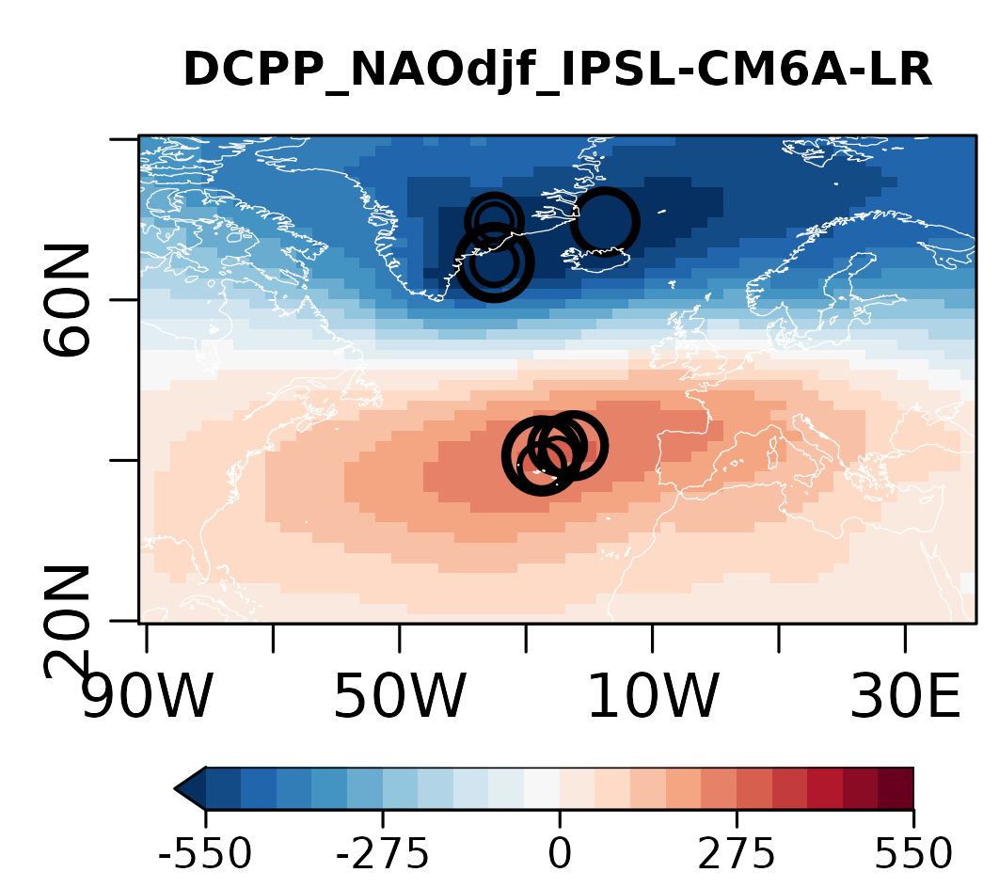 DCPP_NAOdjf_IPSL-CM6A-LR
60N
20N
90W 50W 10W 30E
-550 -275 0 275 550